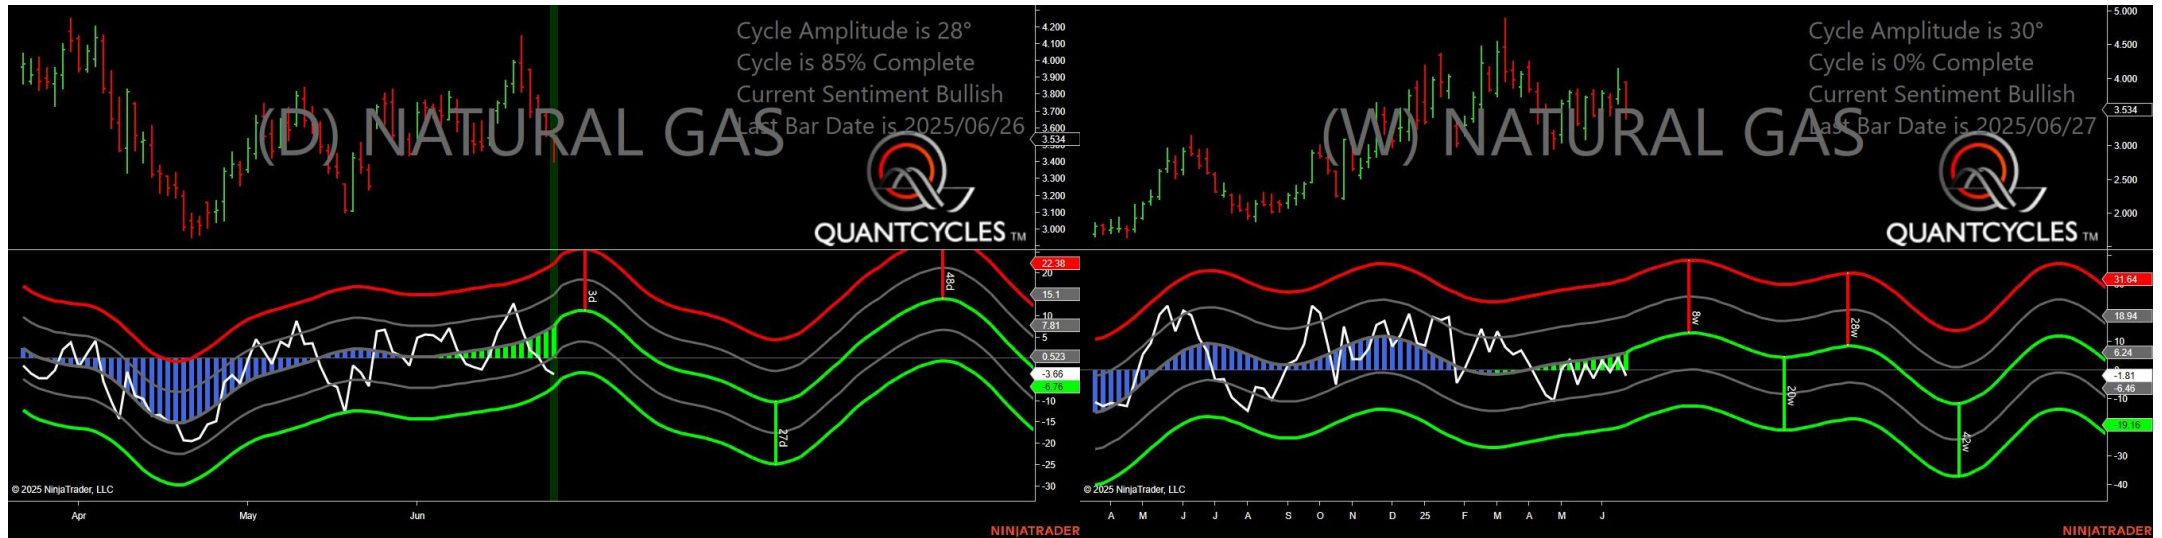 Cycle Amplitude is 28°
Cycle is 85% Complete
Current Sentiment Bullish
Last Bar Date is 2025/06/26
(D) NATURAL GAS
QUANTCYCLES TM
4.200
4.100
4.000
3.900
3.800
3.700
3.600
3.534
3.400
3.300
3.200
3.100
3.000
3d
48d
27d
22.38
20
15.1
10
7.81
5
0.523
-3.66
-6.76
-10
-15
-20
-25
-30
© 2025 NinjaTrader, LLC
Apr
May
Jun
NINJATRADER
Cycle Amplitude is 30°
Cycle is 0% Complete
Current Sentiment Bullish
Last Bar Date is 2025/06/27
(W) NATURAL GAS
QUANTCYCLES TM
5.000
4.500
4.000
3.534
3.000
2.500
2.000
8w
28w
20w
42w
31.64
18.94
10
6.24
-1.81
-6.46
-10
-19.16
-30
-40
© 2025 NinjaTrader, LLC
A M J J A S O N D 25 F M A M J
NINJATRADER